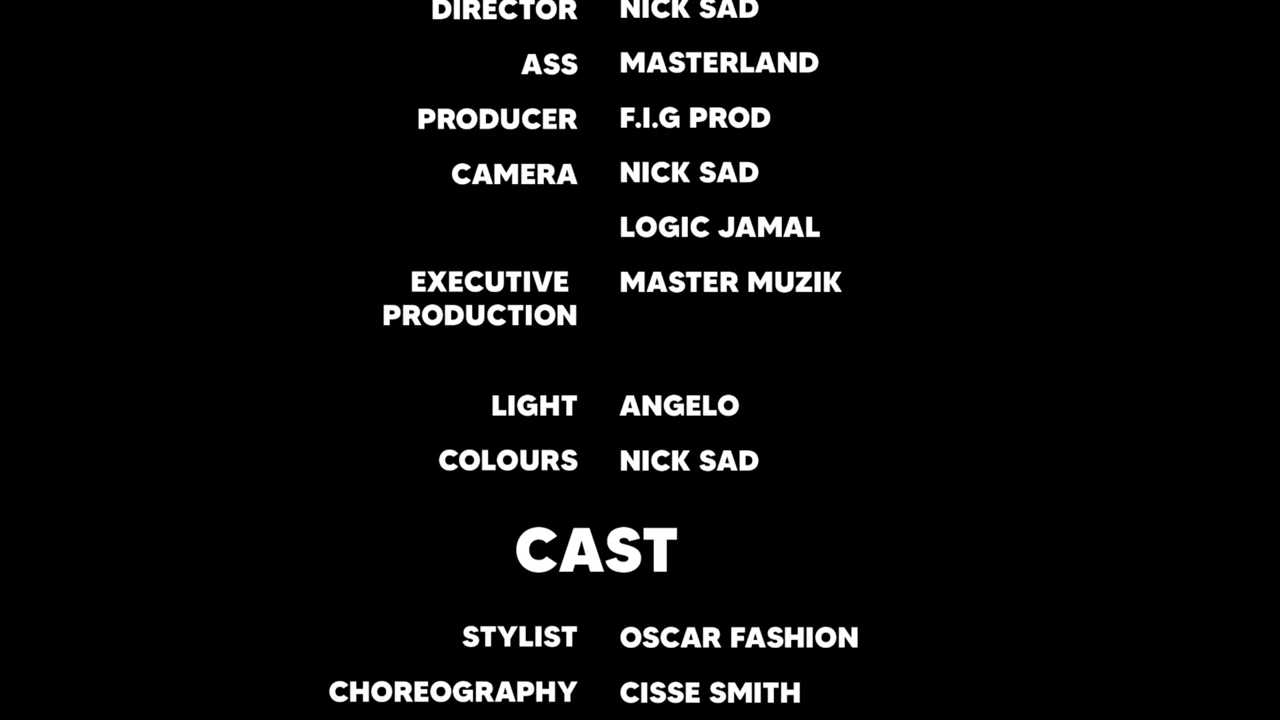 DIRECTOR NICK SAD
ASS MASTERLAND
PRODUCER F.I.G PROD
CAMERA NICK SAD
LOGIC JAMAL
EXECUTIVE MASTER MUZIK
PRODUCTION
LIGHT ANGELO
COLOURS NICK SAD
CAST
STYLIST OSCAR FASHION
CHOREOGRAPHY CISSE SMITH